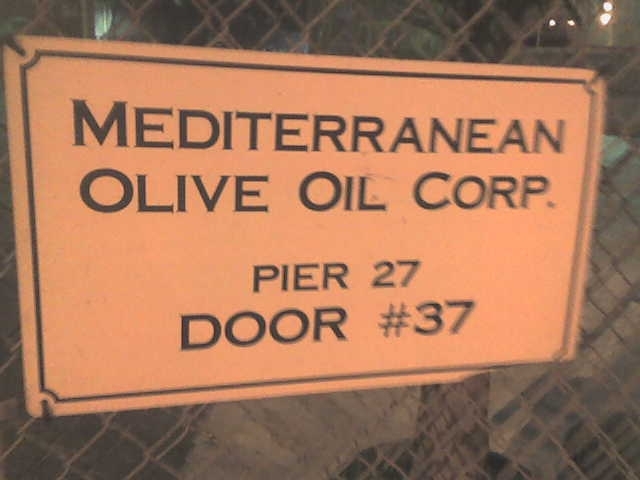 MEDITERRANEAN
OLIVE OIL CORP.
PIER 27
DOOR #37